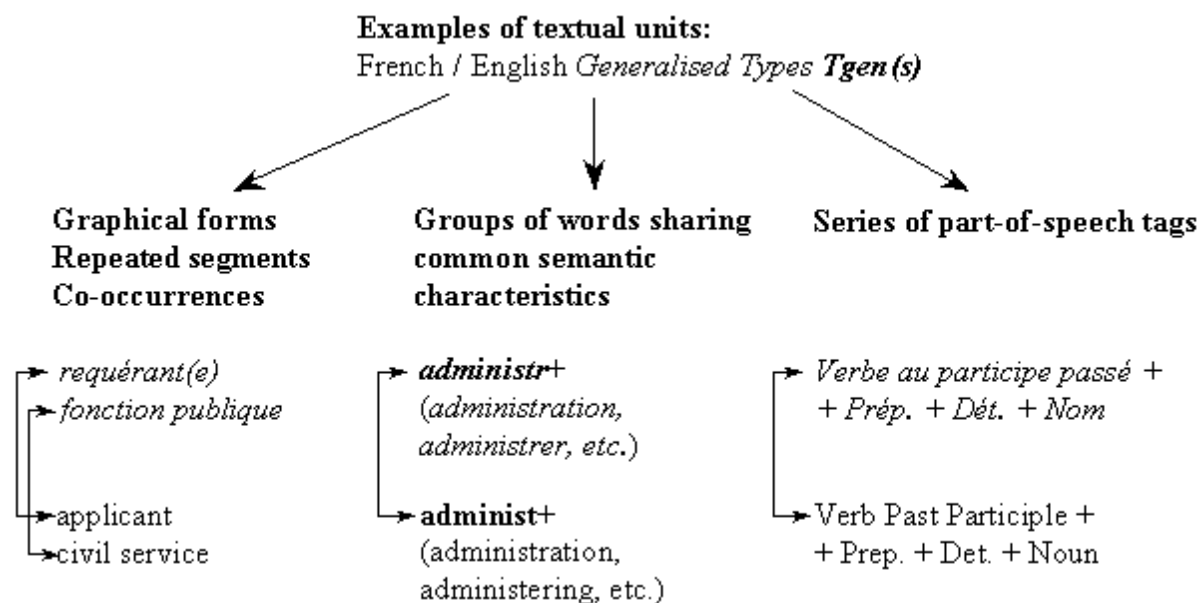 Examples of textual units:
French / English Generalised Types Tgen(s)
Graphical forms
Repeated segments
Co-occurrences
Groups of words sharing
common semantic
characteristics
Series of part-of-speech tags
requérant(e)
fonction publique
applicant
civil service
administr+
(administration,
administrer, etc.)
administ+
(administration,
administering, etc.)
Verbe au participe passé +
+ Prép. + Dét. + Nom
Verb Past Participle +
+ Prep. + Det. + Noun